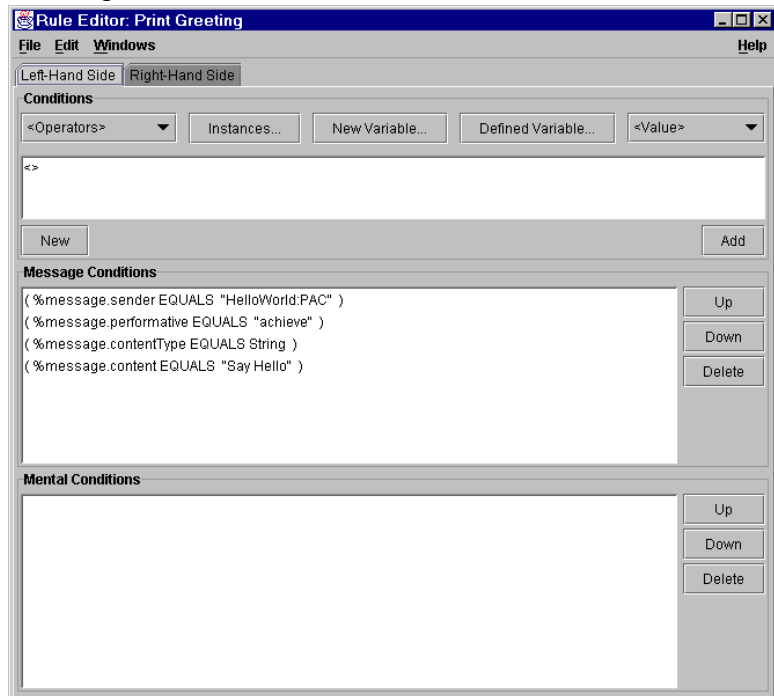 Rule Editor: Print Greeting
File Edit Windows Help
Left-Hand Side Right-Hand Side
Conditions
<Operators> Instances... New Variable... Defined Variable... <Value>
<>
New Add
Message Conditions
( %message.sender EQUALS "HelloWorld:PAC" )
( %message.performative EQUALS "achieve" )
( %message.contentType EQUALS String )
( %message.content EQUALS "Say Hello" )
Up
Down
Delete
Mental Conditions
Up
Down
Delete